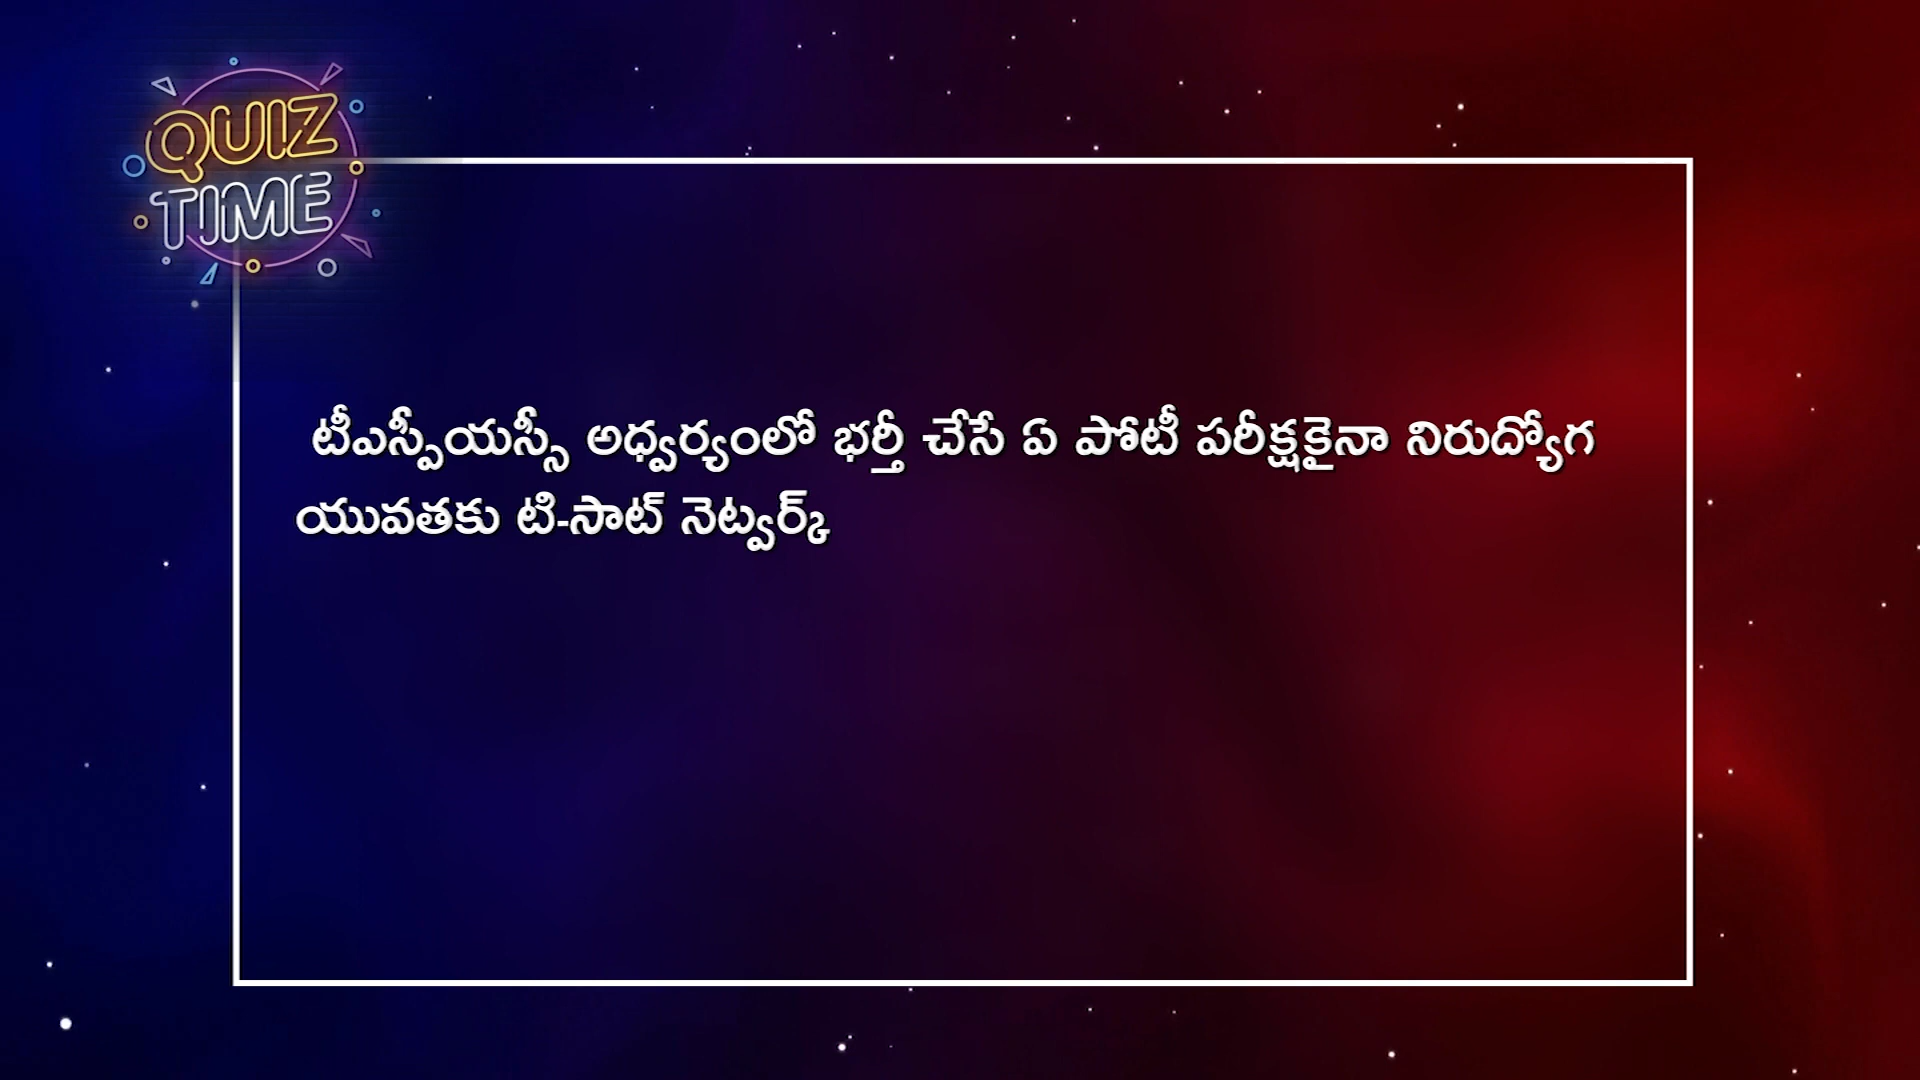 QUIZ
TIME
టీఎస్పీయస్సీ అధ్వర్యంలో భర్తీ చేసే ఏ పోటీ పరీక్షకైనా నిరుద్యోగ
యువతకు టి-సాట్ నెట్వర్క్